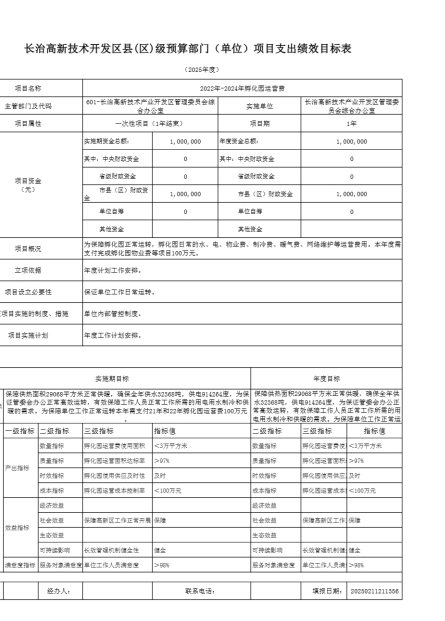 长治高新技术开发区县(区)级预算部门（单位）项目支出绩效目标表
（2025年度）
项目名称 2022年-2024年孵化园运营费
主管部门及代码 601-长治高新技术产业开发区管理委员会综合办公室 实施单位 长治高新技术产业开发区管理委员会综合办公室
项目属性 一次性项目（1年结束） 项目期 1年
项目资金（元） 实施期资金总额: 1,000,000 年度资金总额: 1,000,000
其中: 中央财政资金 0 其中: 中央财政资金 0
省级财政资金 0 省级财政资金 0
市县（区）财政资金 1,000,000 市县（区）财政资金 1,000,000
单位自筹 0 单位自筹 0
其他资金 其他资金
项目概况 为保障孵化园正常运转，孵化园日常的水、电、物业费、制冷费、暖气费、网络维护等运营费用。本年度需支付完成孵化园物业费等项目100万元。
立项依据 年度计划工作安排。
项目设立必要性 保证单位工作日常运转。
项目实施的制度、措施 单位内部管控制度。
项目实施计划 年度工作计划安排。
实施期目标 年度目标
保障供热面积29068平方米正常供暖，确保全年供水32368吨，供电914264度，为保证管委会办公正常高效运转，有效保障工作人员正常工作所需的用电用水制冷和供暖的需求。为保障单位工作正常运转本年需支付21年和22年孵化园运营费100万元
保障供热面积29068平方米正常供暖，确保全年供水32368吨，供电914264度，为保证管委会办公正常高效运转，有效保障工作人员正常工作所需的用电用水制冷和供暖的需求。为保障单位工作正常运
一级指标 二级指标 三级指标 指标值 二级指标 三级指标 指标值
产出指标 数量指标 孵化园运营费使用面积 <3万平方米 数量指标 孵化园运营费使 <3万平方米
质量指标 孵化园运营面积达标率 >97% 质量指标 孵化园运营面积 >97%
时效指标 孵化园使用供应及时性 及时 时效指标 孵化园使用供应 及时
成本指标 孵化园运营成本控制率 <100万元 成本指标 孵化园运营成本 <100万元
效益指标 经济效益 经济效益
社会效益 保障高新区工作正常开展 保障 社会效益 保障高新区工作 保障
生态效益 生态效益
可持续影响 长效管理机制健全性 健全 可持续影响 长效管理机制健 健全
满意度指标 服务对象满意度 单位工作人员满意度 >98% 服务对象满意度 单位工作人员满 >98%
经办人: 联系电话: 填报日期: 20250211211356